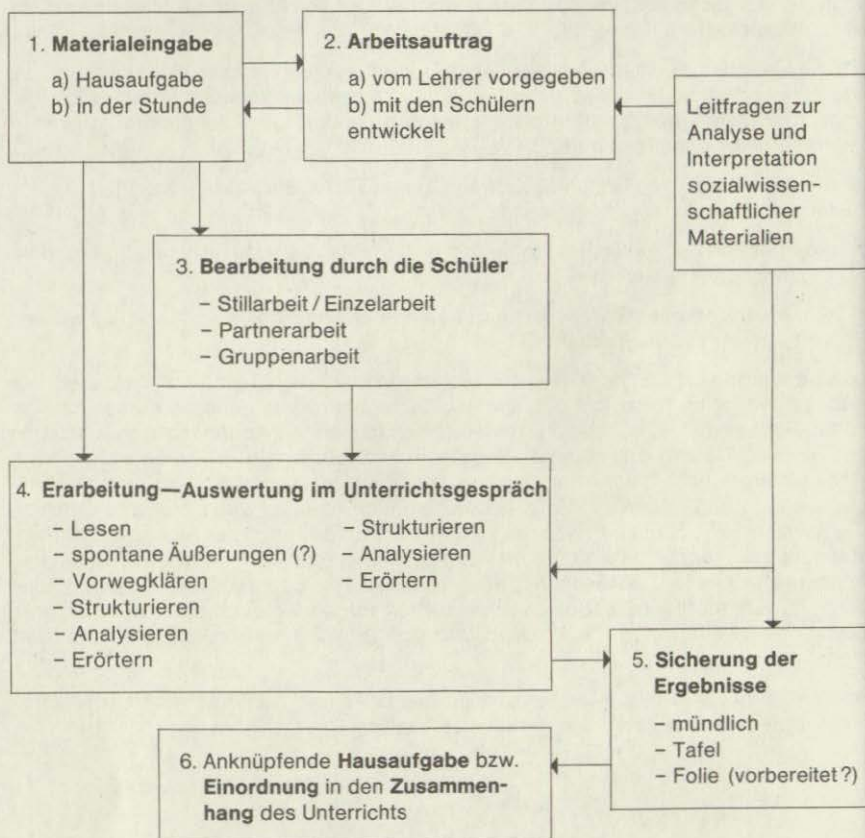 1. Materialeingabe
a) Hausaufgabe
b) in der Stunde
2. Arbeitsauftrag
a) vom Lehrer vorgegeben
b) mit den Schülern
entwickelt
Leitfragen zur
Analyse und
Interpretation
sozialwissen-
schaftlicher
Materialien
3. Bearbeitung durch die Schüler
– Stillarbeit / Einzelarbeit
– Partnerarbeit
– Gruppenarbeit
4. Erarbeitung—Auswertung im Unterrichtsgespräch
– Lesen
– spontane Äußerungen (?)
– Vorwegklären
– Strukturieren
– Analysieren
– Erörtern
– Strukturieren
– Analysieren
– Erörtern
5. Sicherung der
Ergebnisse
– mündlich
– Tafel
– Folie (vorbereitet?)
6. Anknüpfende Hausaufgabe bzw.
Einordnung in den Zusammen-
hang des Unterrichts